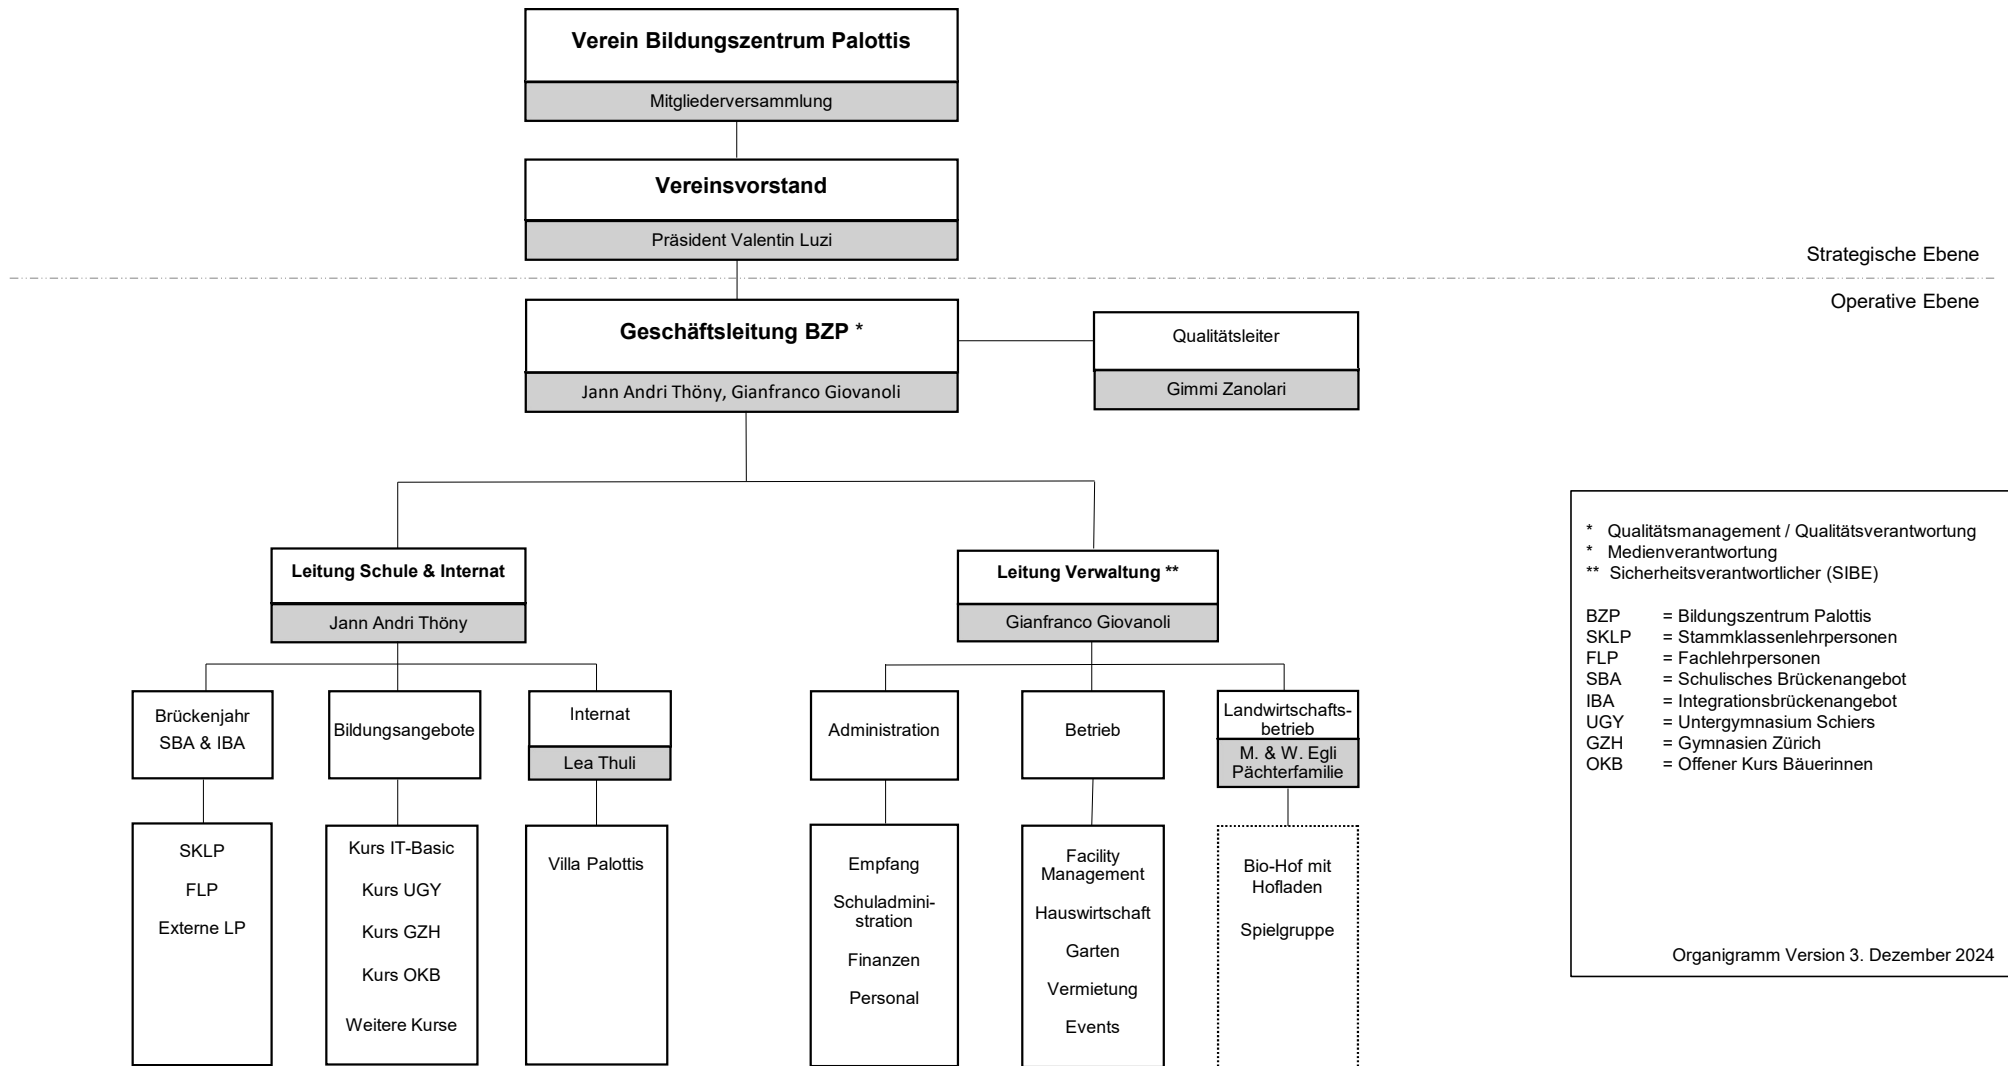 Verein Bildungszentrum Palottis
Mitgliederversammlung
Vereinsvorstand
Präsident Valentin Luzi
Strategische Ebene
Operative Ebene
Geschäftsleitung BZP *
Jann Andri Thöny, Gianfranco Giovanoli
Qualitätsleiter
Gimmi Zanolari
Leitung Schule & Internat
Jann Andri Thöny
Leitung Verwaltung **
Gianfranco Giovanoli
Brückenjahr
SBA & IBA
Bildungsangebote
Internat
Lea Thuli
Administration
Betrieb
Landwirtschafts-
betrieb
M. & W. Egli
Pächterfamilie
SKLP
FLP
Externe LP
Kurs IT-Basic
Kurs UGY
Kurs GZH
Kurs OKB
Weitere Kurse
Villa Palottis
Empfang
Schuladmini-
stration
Finanzen
Personal
Facility
Management
Hauswirtschaft
Garten
Vermietung
Events
Bio-Hof mit
Hofladen
Spielgruppe
* Qualitätsmanagement / Qualitätsverantwortung
* Medienverantwortung
** Sicherheitsverantwortlicher (SIBE)
BZP = Bildungszentrum Palottis
SKLP = Stammklassenlehrpersonen
FLP = Fachlehrpersonen
SBA = Schulisches Brückenangebot
IBA = Integrationsbrückenangebot
UGY = Untergymnasium Schiers
GZH = Gymnasien Zürich
OKB = Offener Kurs Bäuerinnen
Organigramm Version 3. Dezember 2024